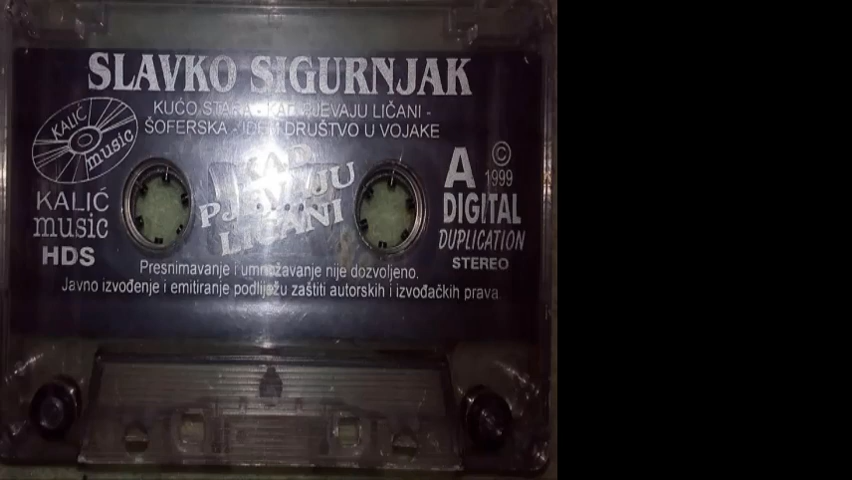 SLAVKO SIGURNJAK
KUĆO STARA - KAD PJEVAJU LIČANI -
ŠOFERSKA - IDEM DRUŠTVO U VOJAKE
KALIĆ
music
KAD
PJEVAJU
LIČANI
A
© 1999
DIGITAL
DUPLICATION
STEREO
KALIĆ
music
HDS
Presnimavanje i umnožavanje nije dozvoljeno.
Javno izvođenje i emitiranje podliježu zaštiti autorskih i izvođačkih prava.